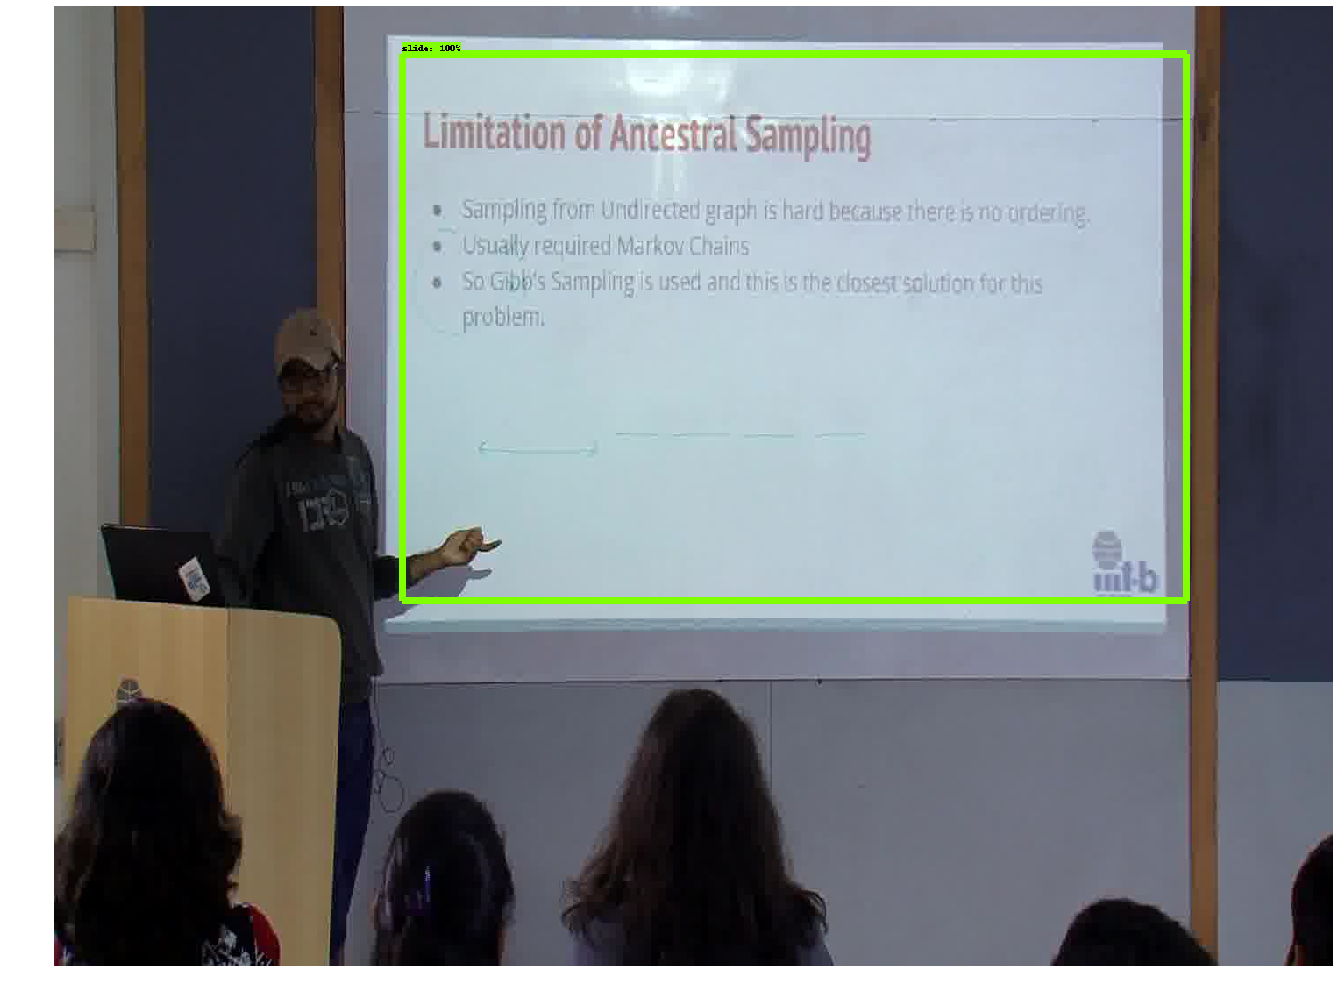 slide: 100%
Limitation of Ancestral Sampling
● Sampling from Undirected graph is hard because there is no ordering.
● Usually required Markov Chains
● So Gibb's Sampling is used and this is the closest solution for this
problem.